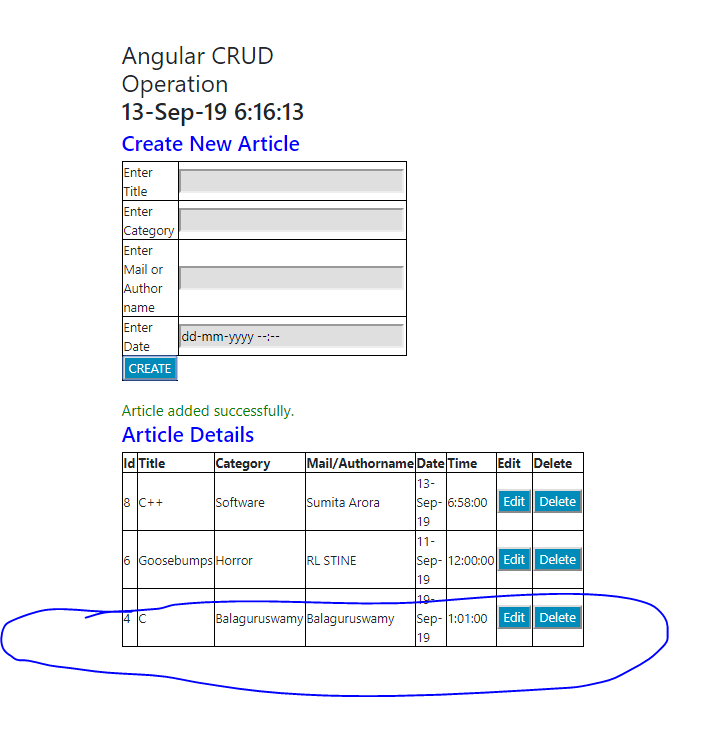 Angular CRUD
Operation
13-Sep-19 6:16:13
Create New Article
Enter
Title
Enter
Category
Enter
Mail or
Author
name
Enter
Date
dd-mm-yyyy --:--
CREATE
Article added successfully.
Article Details
Id Title Category Mail/Authorname Date Time Edit Delete
8 C++ Software Sumita Arora 13-Sep-19 6:58:00 Edit Delete
6 Goosebumps Horror RL STINE 11-Sep-19 12:00:00 Edit Delete
4 C Balaguruswamy Balaguruswamy 19-Sep-19 1:01:00 Edit Delete